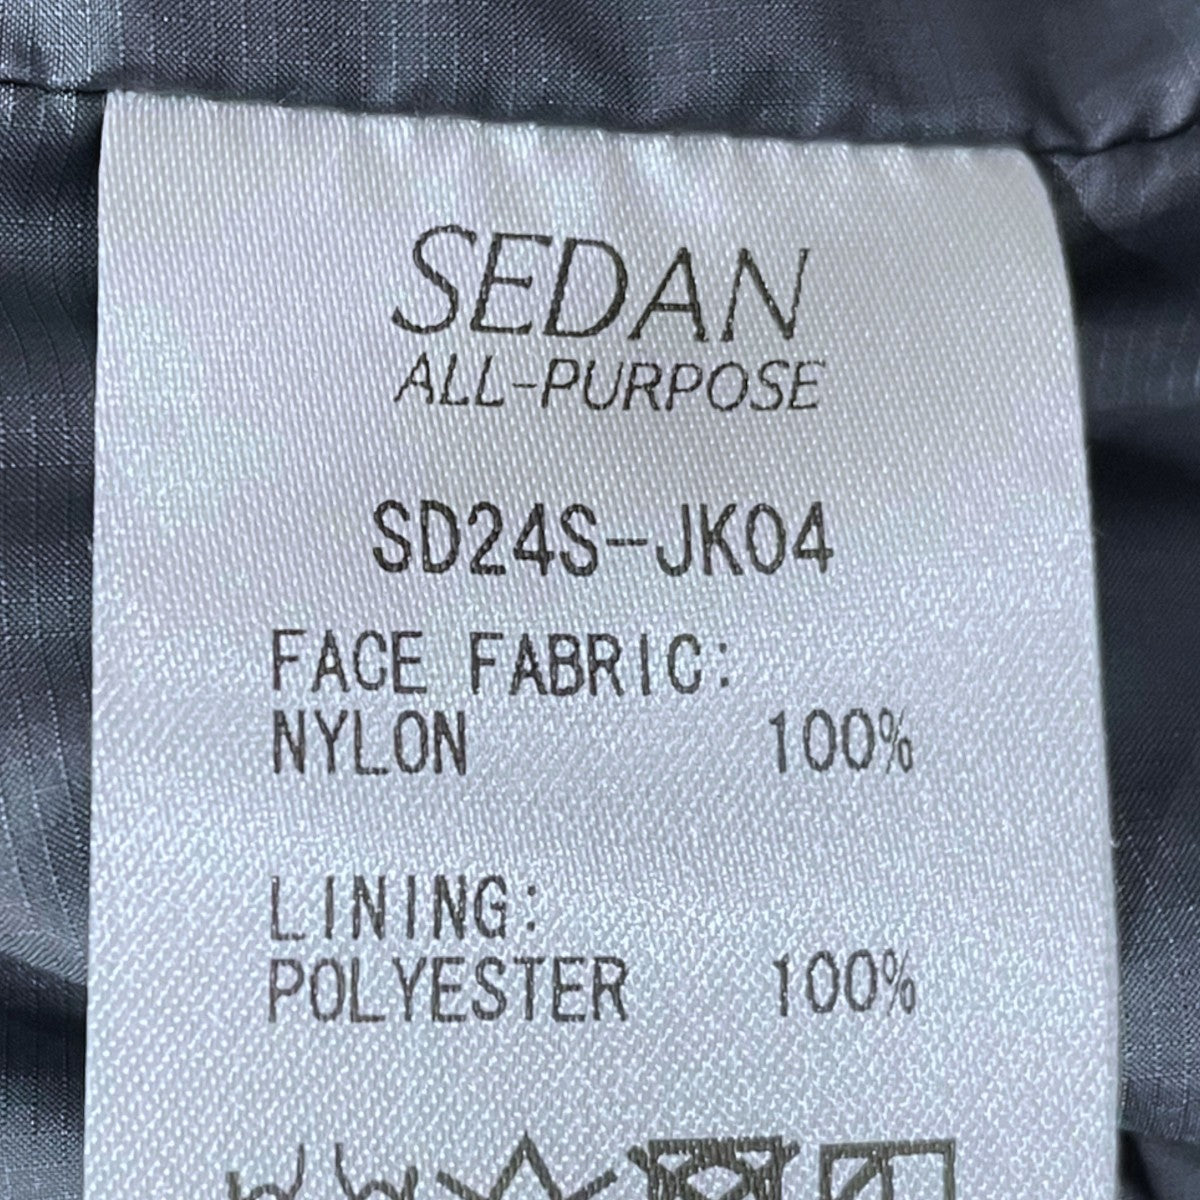 SEDAN
ALL-PURPOSE
SD24S-JK04
FACE FABRIC:
NYLON 100%
LINING:
POLYESTER 100%